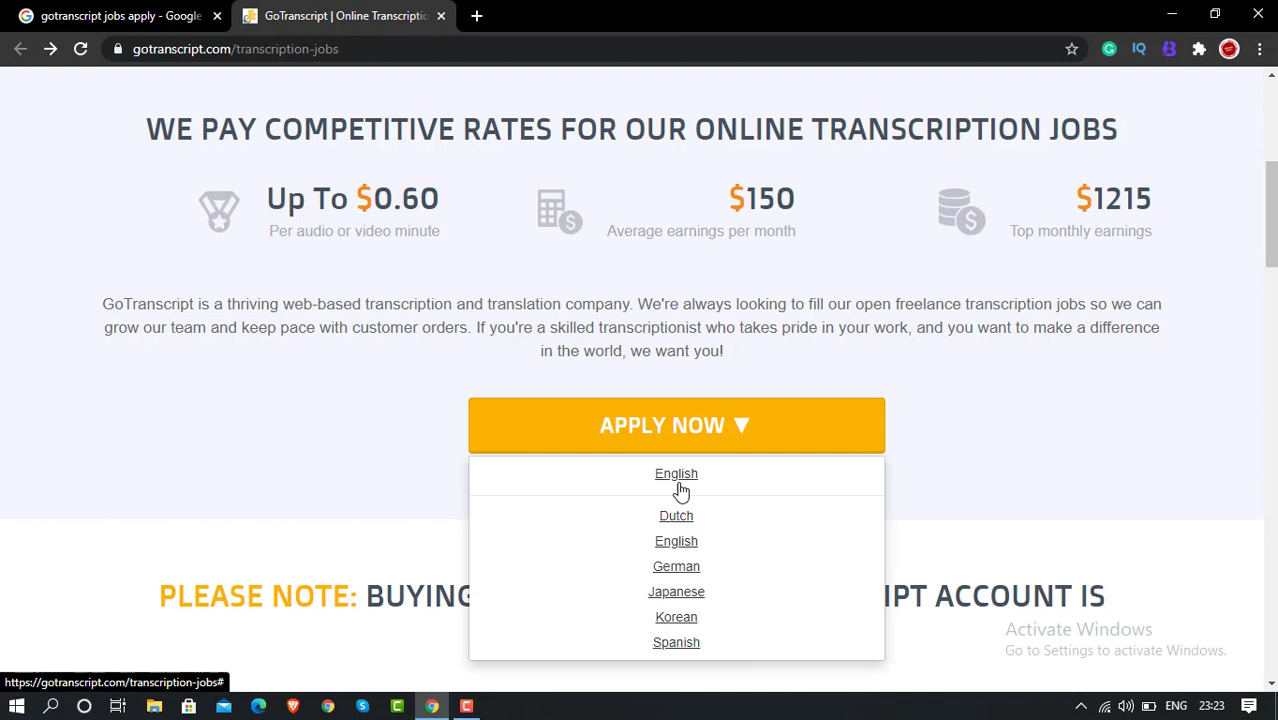 gotranscript jobs apply - Google
GoTranscript | Online Transcriptio
gotranscript.com/transcription-jobs
IQ
WE PAY COMPETITIVE RATES FOR OUR ONLINE TRANSCRIPTION JOBS
Up To $0.60
Per audio or video minute
$150
Average earnings per month
$1215
Top monthly earnings
GoTranscript is a thriving web-based transcription and translation company. We're always looking to fill our open freelance transcription jobs so we can
grow our team and keep pace with customer orders. If you're a skilled transcriptionist who takes pride in your work, and you want to make a difference
in the world, we want you!
APPLY NOW ▼
English
Dutch
English
German
Japanese
Korean
Spanish
PLEASE NOTE: BUYING
IPT ACCOUNT IS
Activate Windows
Go to Settings to activate Windows.
https://gotranscript.com/transcription-jobs#
ENG
23:23